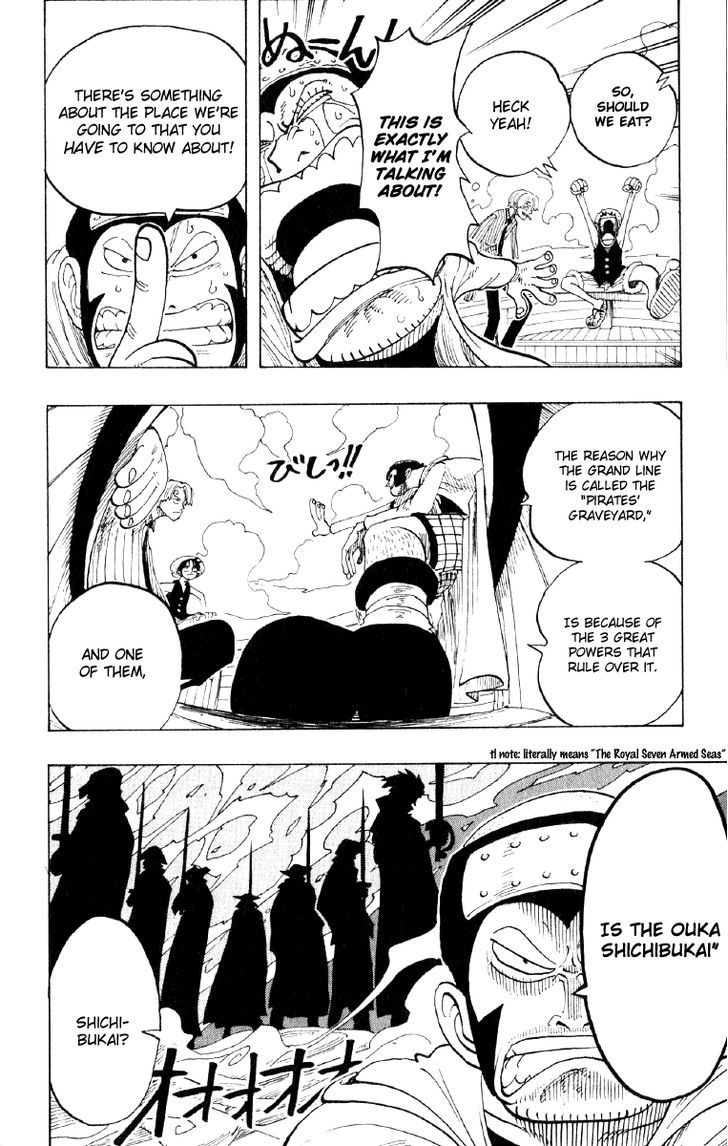 SO,
SHOULD
WE EAT?
HECK
YEAH!
ぬーん!
THIS IS
EXACTLY
WHAT I'M
TALKING
ABOUT!
THERE'S SOMETHING
ABOUT THE PLACE WE'RE
GOING TO THAT YOU
HAVE TO KNOW ABOUT!
THE REASON WHY
THE GRAND LINE
IS CALLED THE
"PIRATES'
GRAVEYARD,"
IS BECAUSE OF
THE 3 GREAT
POWERS THAT
RULE OVER IT.
びしっ!!
AND ONE
OF THEM,
tl note: literally means "The Royal Seven Armed Seas"
IS THE OUKA
SHICHIBUKAI"
SHICHI-
BUKAI?
オオオオ